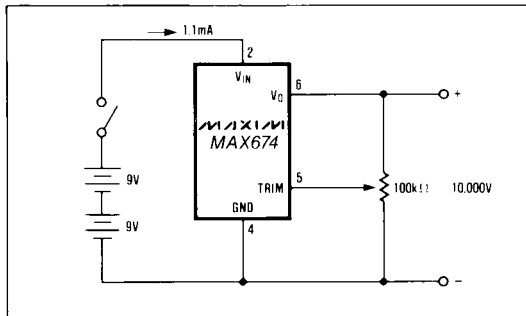 1.1mA
2
V_IN
6
V_O
+
MAXIM
MAX674
5
TRIM
100kΩ 10.000V
9V
GND
4
9V
−